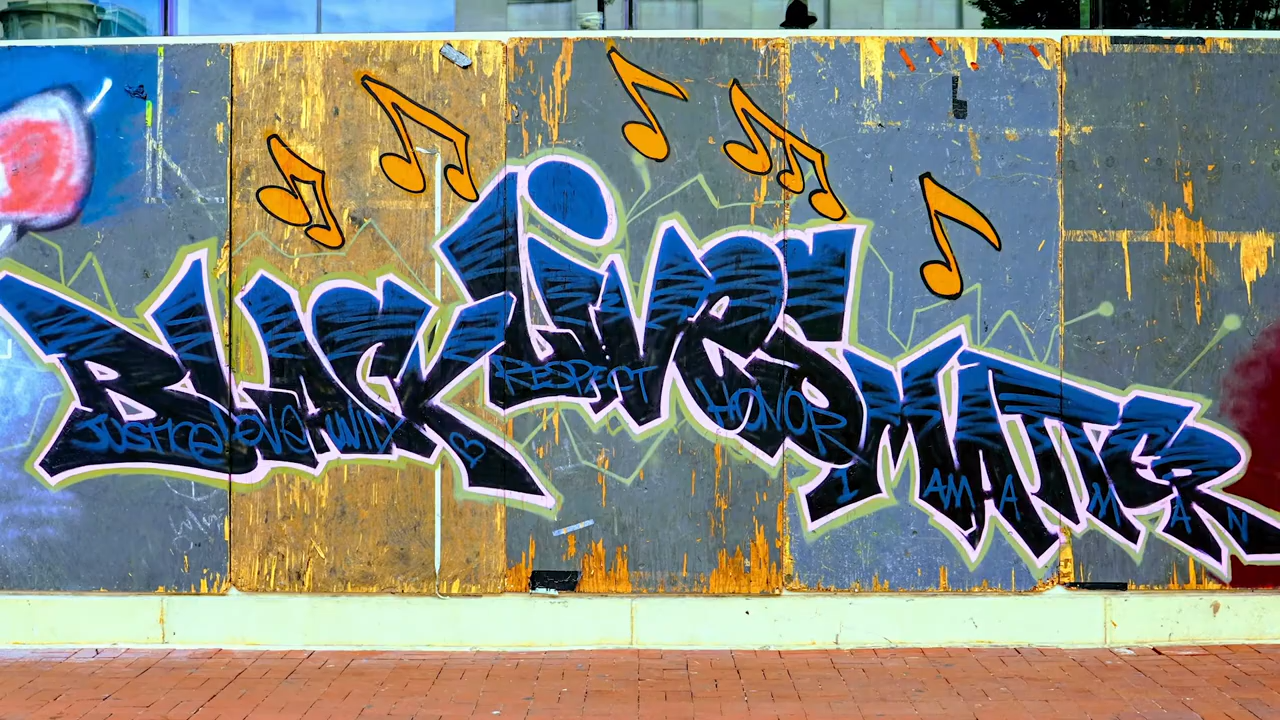 BLACK
LIVES
MATTER
JUSTICE LOVE UNITY
RESPECT
HONOR
I AM A MAN